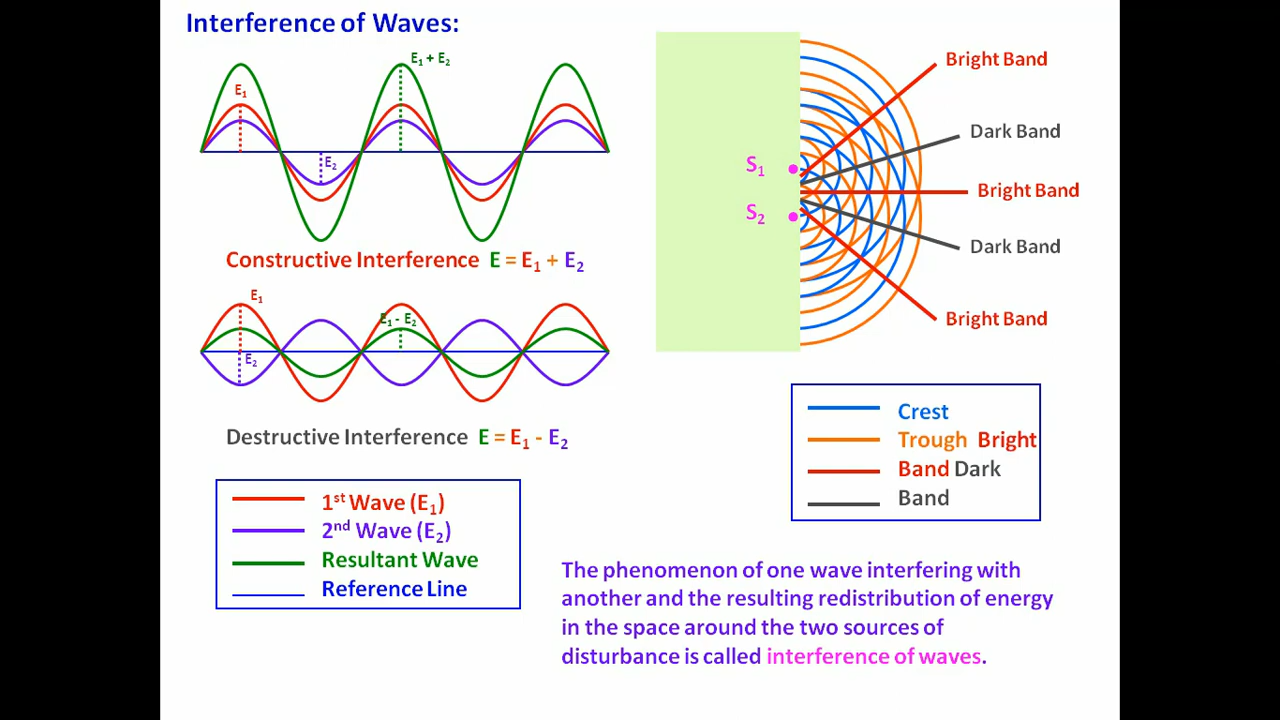 Interference of Waves:
E₁ + E₂
E₁
E₂
Constructive Interference E = E₁ + E₂
E₁
E₁ - E₂
E₂
Destructive Interference E = E₁ - E₂
1ˢᵗ Wave (E₁)
2ⁿᵈ Wave (E₂)
Resultant Wave
Reference Line
Bright Band
Dark Band
S₁
Bright Band
S₂
Dark Band
Bright Band
Crest
Trough Bright
Band Dark
Band
The phenomenon of one wave interfering with
another and the resulting redistribution of energy
in the space around the two sources of
disturbance is called interference of waves.